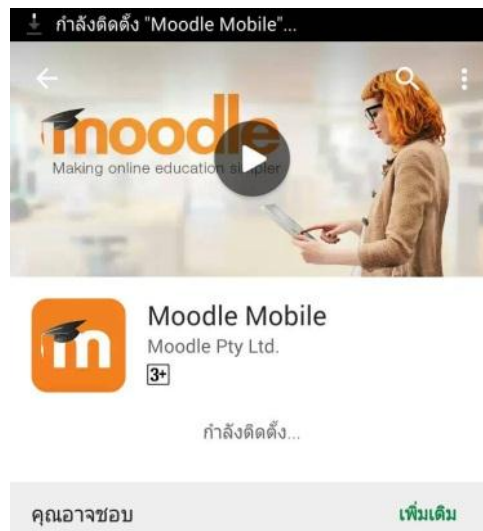 กำลังติดตั้ง "Moodle Mobile"...
moodle
Making online education simpler
m
Moodle Mobile
Moodle Pty Ltd.
3+
กำลังติดตั้ง...
คุณอาจชอบ เพิ่มเติม